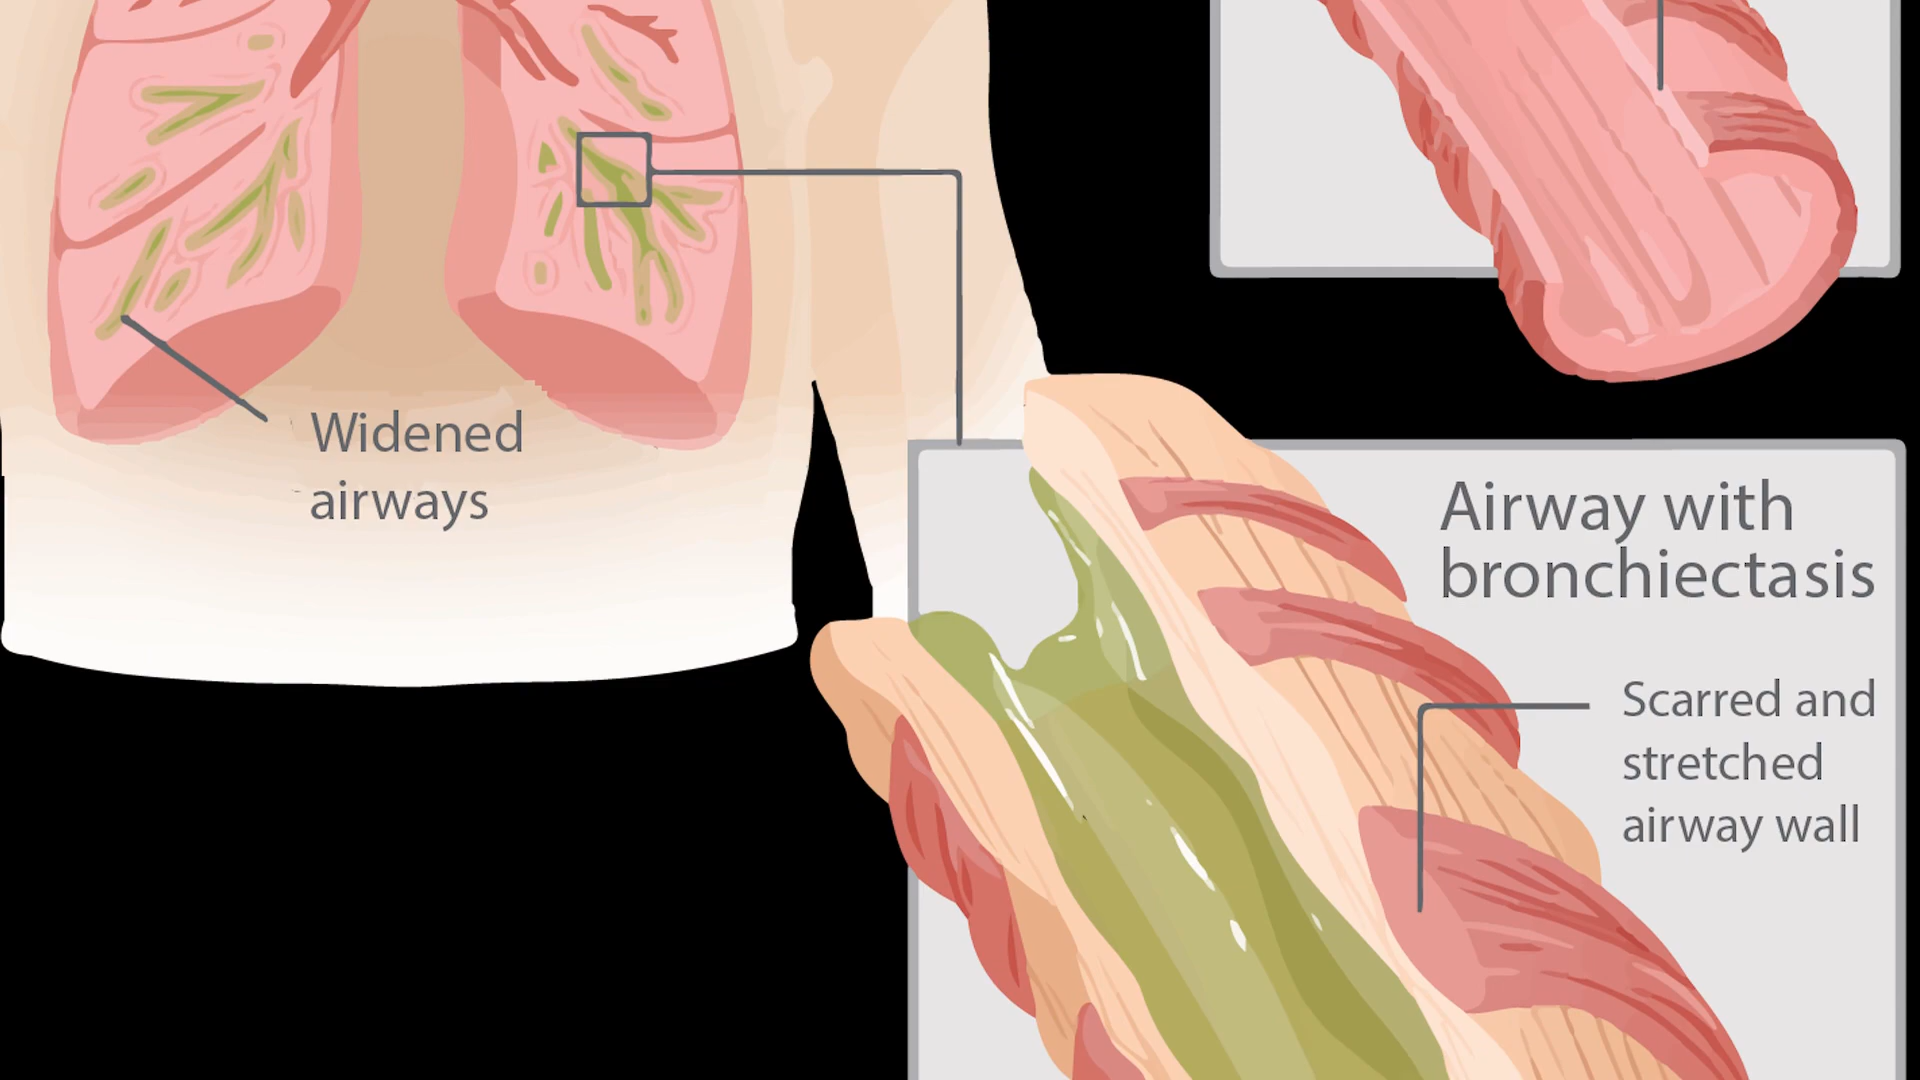 Widened
airways
Airway with
bronchiectasis
Scarred and
stretched
airway wall